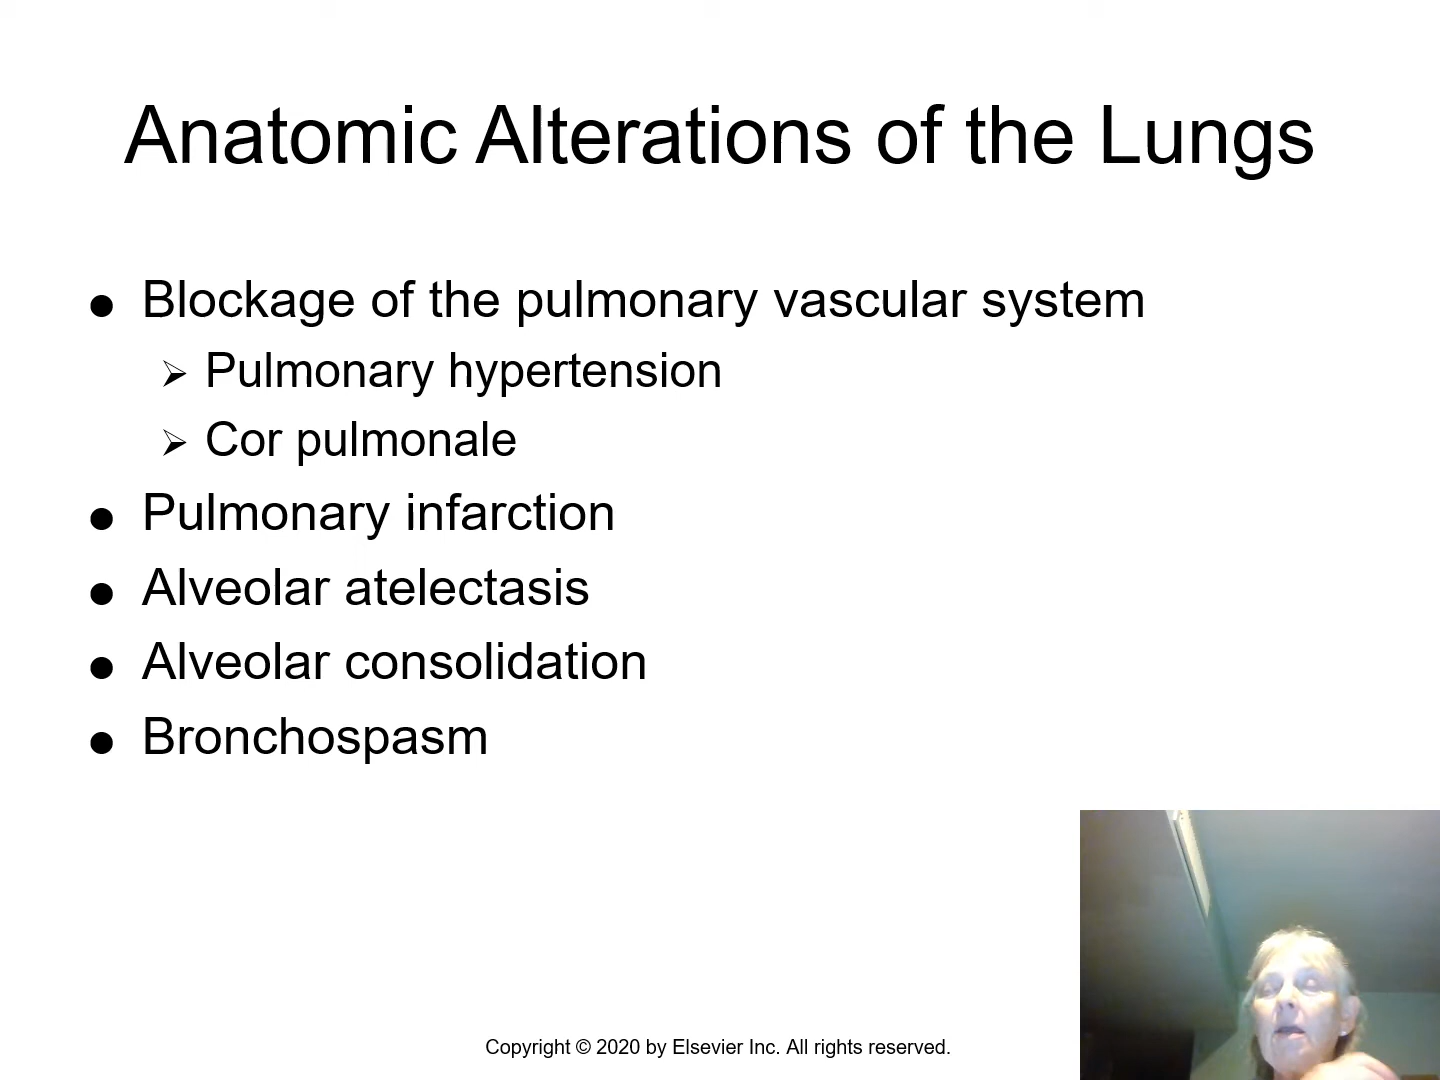 Anatomic Alterations of the Lungs
● Blockage of the pulmonary vascular system
➢ Pulmonary hypertension
➢ Cor pulmonale
● Pulmonary infarction
● Alveolar atelectasis
● Alveolar consolidation
● Bronchospasm
Copyright © 2020 by Elsevier Inc. All rights reserved.